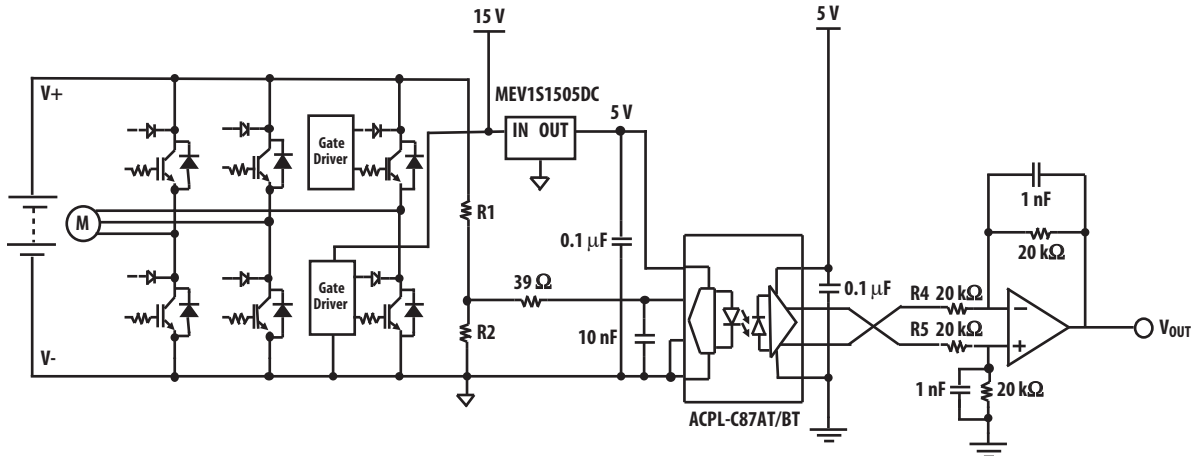 15 V
5 V
V+
MEV1S1505DC
5 V
IN OUT
Gate
Driver
1 nF
M
R1
20 kΩ
0.1 μF
Gate
Driver
39 Ω
0.1 μF
R4 20 kΩ
R2
10 nF
R5 20 kΩ
−
+
V-
VOUT
1 nF
20 kΩ
ACPL-C87AT/BT